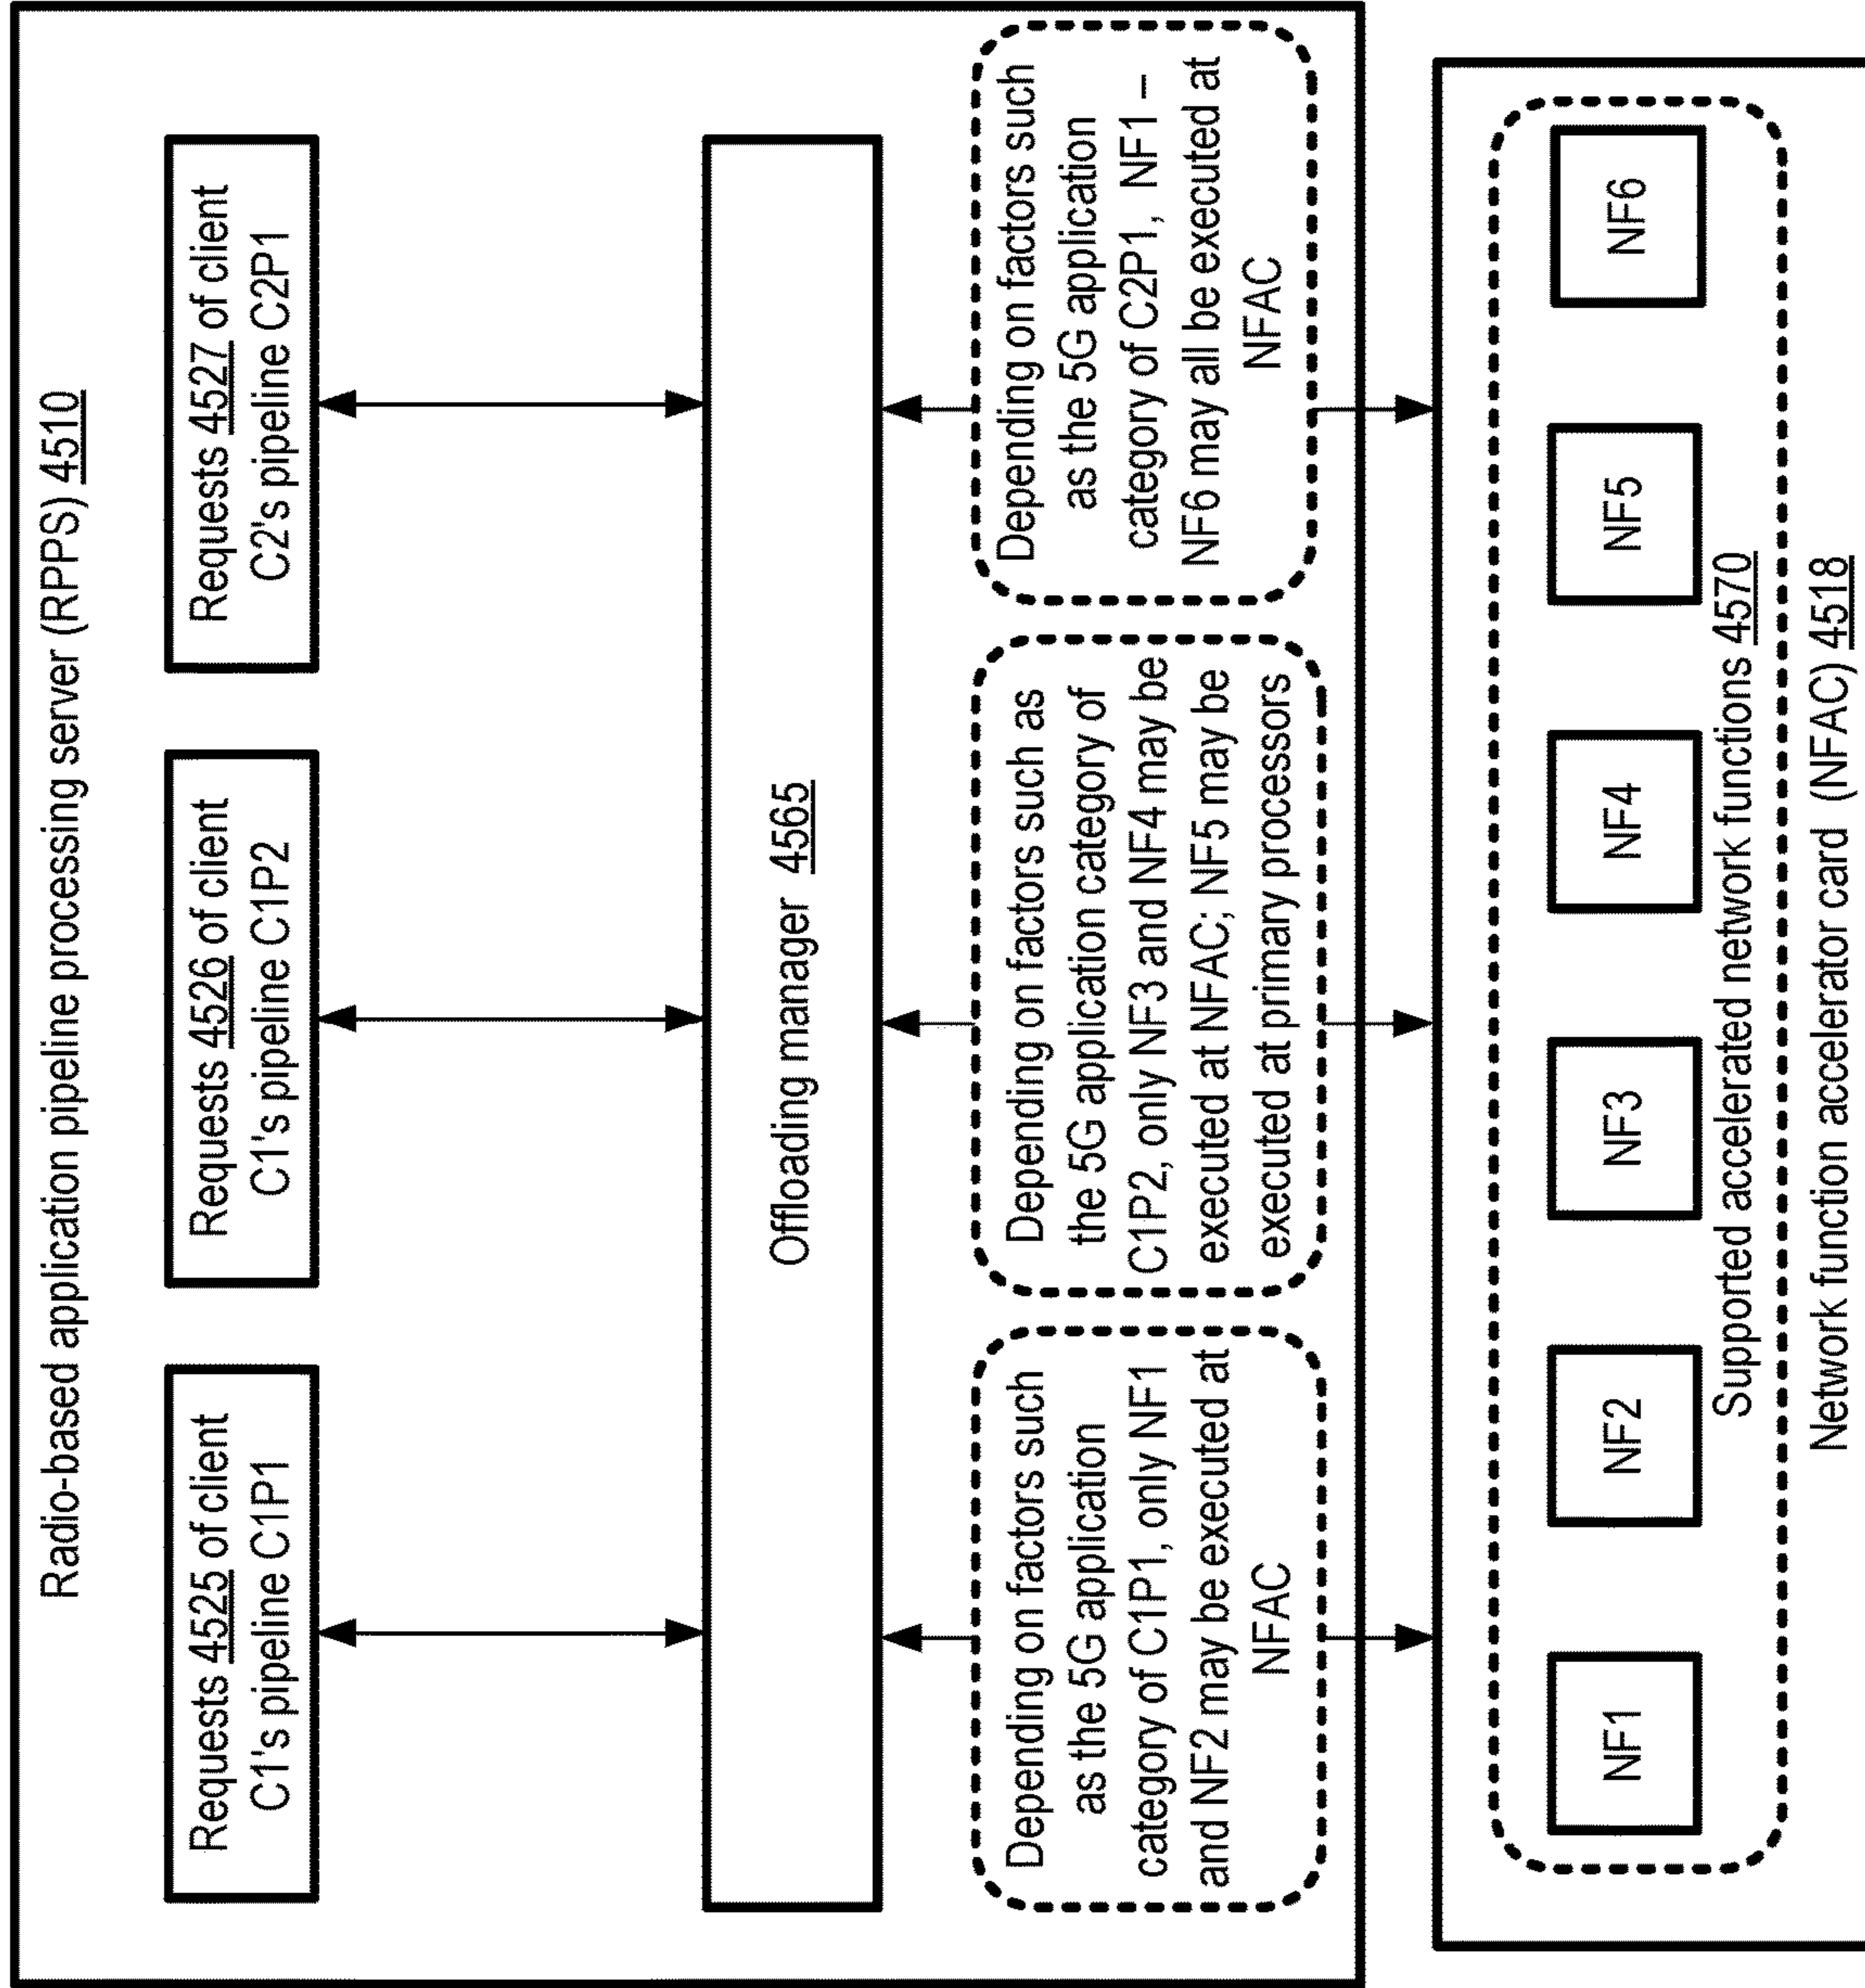 Radio-based application pipeline processing server (RPPS) 4510
Requests 4525 of client
C1's pipeline C1P1
Requests 4526 of client
C1's pipeline C1P2
Requests 4527 of client
C2's pipeline C2P1
Offloading manager 4565
Depending on factors such
as the 5G application
category of C1P1, only NF1
and NF2 may be executed at
NFAC
Depending on factors such as
the 5G application category of
C1P2, only NF3 and NF4 may be
executed at NFAC; NF5 may be
executed at primary processors
Depending on factors such
as the 5G application
category of C2P1, NF1 –
NF6 may all be executed at
NFAC
NF1
NF2
NF3
NF4
NF5
NF6
Supported accelerated network functions 4570
Network function accelerator card (NFAC) 4518